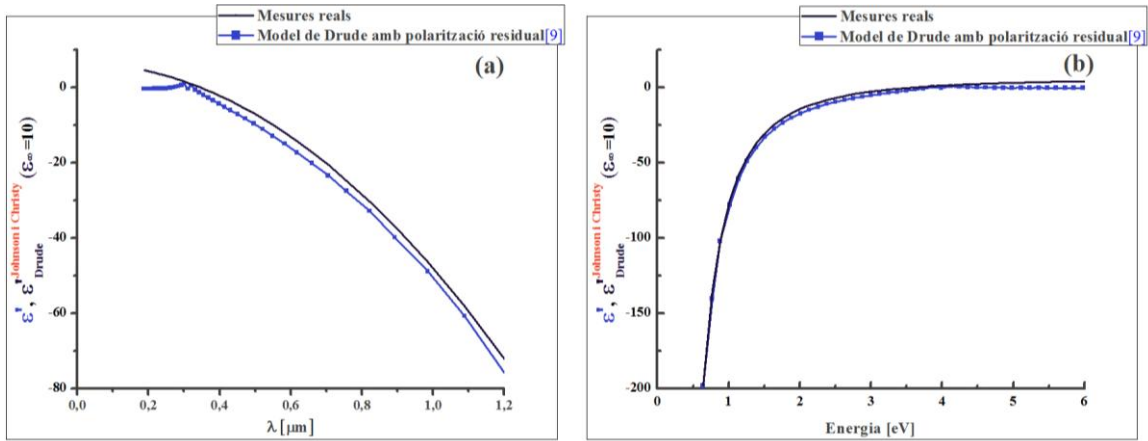 Mesures reals
Model de Drude amb polarització residual[9]
(a)
ε', ε'Drude Johnson i Christy (ε∞=10)
0
-20
-40
-60
-80
0,0 0,2 0,4 0,6 0,8 1,0 1,2
λ [μm]
Mesures reals
Model de Drude amb polarització residual[9]
(b)
ε', ε'Drude Johnson i Christy (ε∞=10)
0
-50
-100
-150
-200
0 1 2 3 4 5 6
Energia [eV]